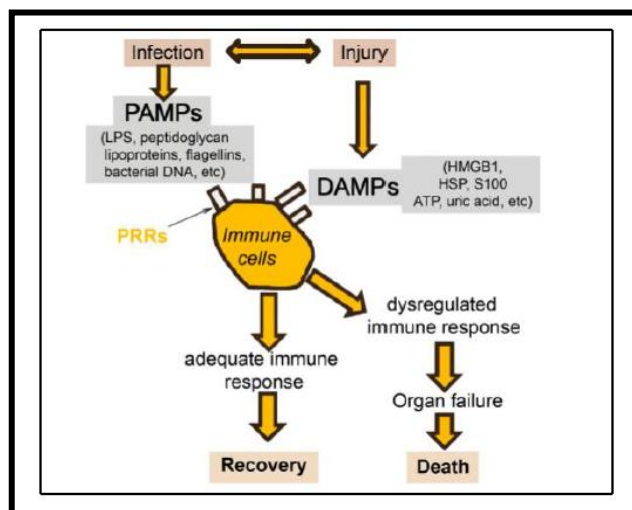 Infection
Injury
PAMPs
(LPS, peptidoglycan
lipoproteins, flagellins,
bacterial DNA, etc)
DAMPs
(HMGB1,
HSP, S100
ATP, uric acid, etc)
PRRs
Immune
cells
dysregulated
immune response
adequate immune
response
Organ failure
Recovery
Death